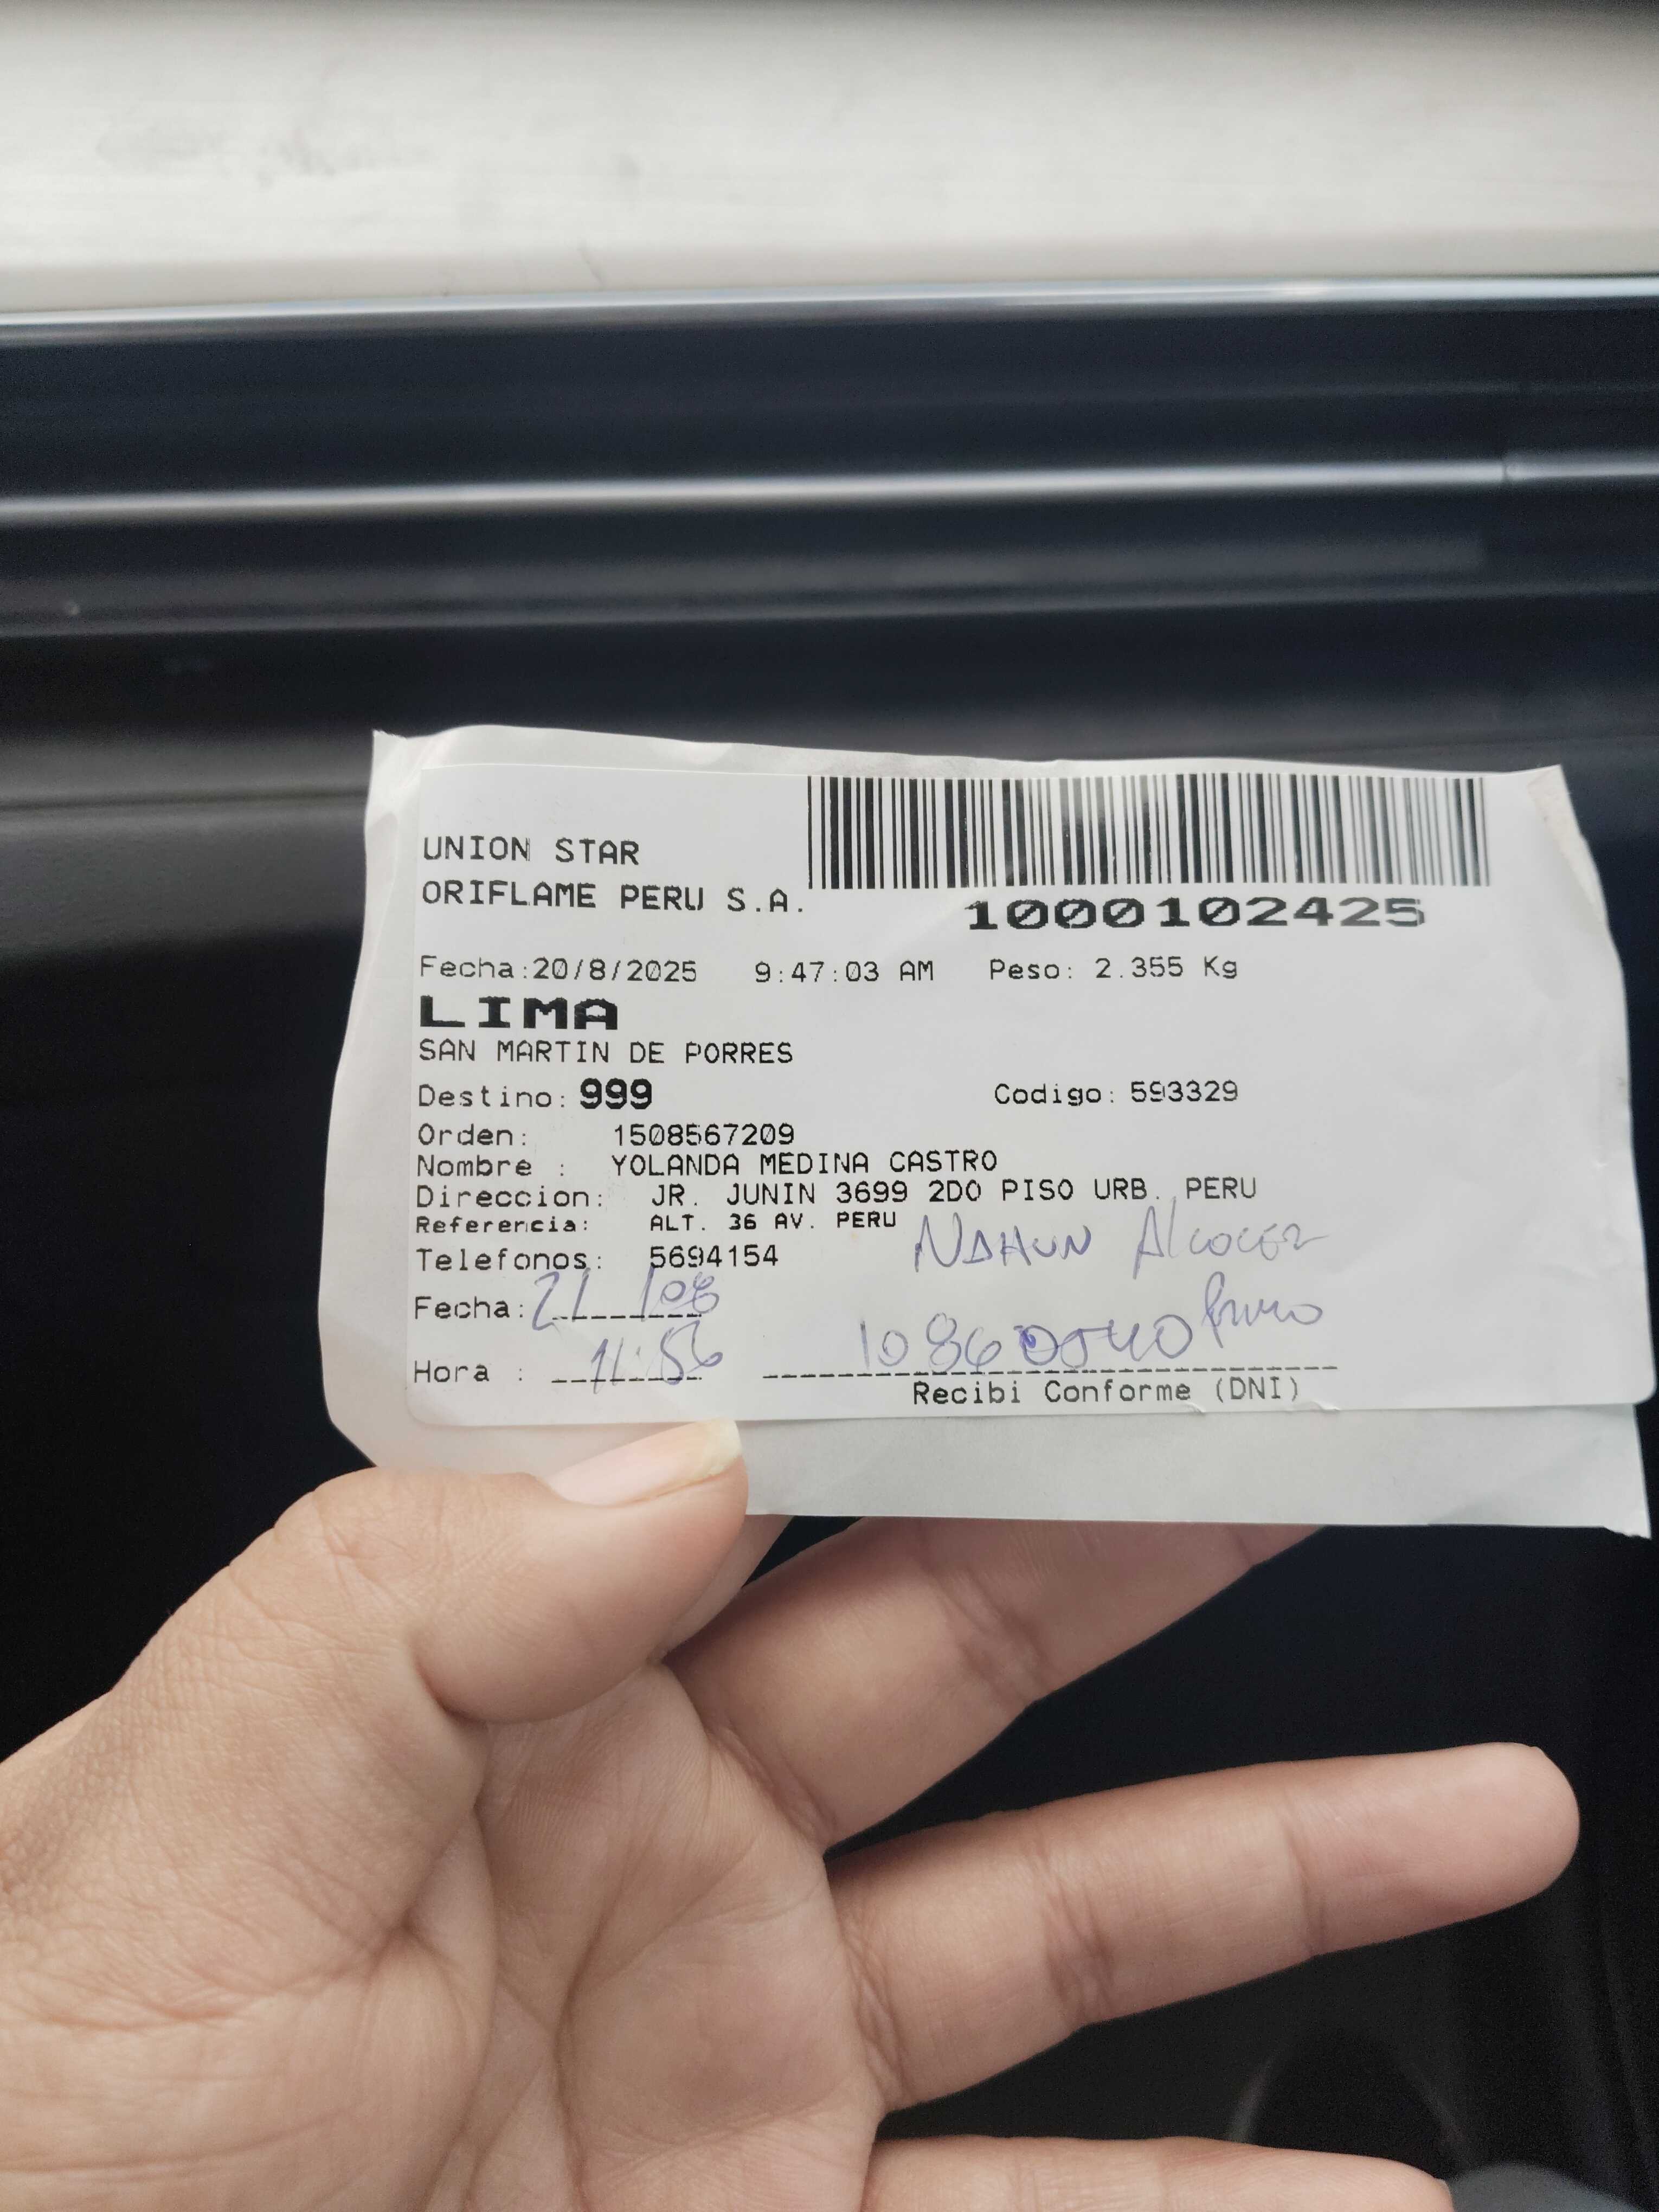 UNION STAR
ORIFLAME PERU S.A.
1000102425
Fecha:20/8/2025 9:47:03 AM Peso: 2.355 Kg
LIMA
SAN MARTIN DE PORRES
Destino: 999 Codigo: 593329
Orden: 1508567209
Nombre : YOLANDA MEDINA CASTRO
Direccion: JR. JUNIN 3699 2DO PISO URB. PERU
Referencia: ALT. 36 AV. PERU
Telefonos: 5694154
NAHUN Alcocer
Fecha: 21/08
Hora : 11:56
Recibi Conforme (DNI)